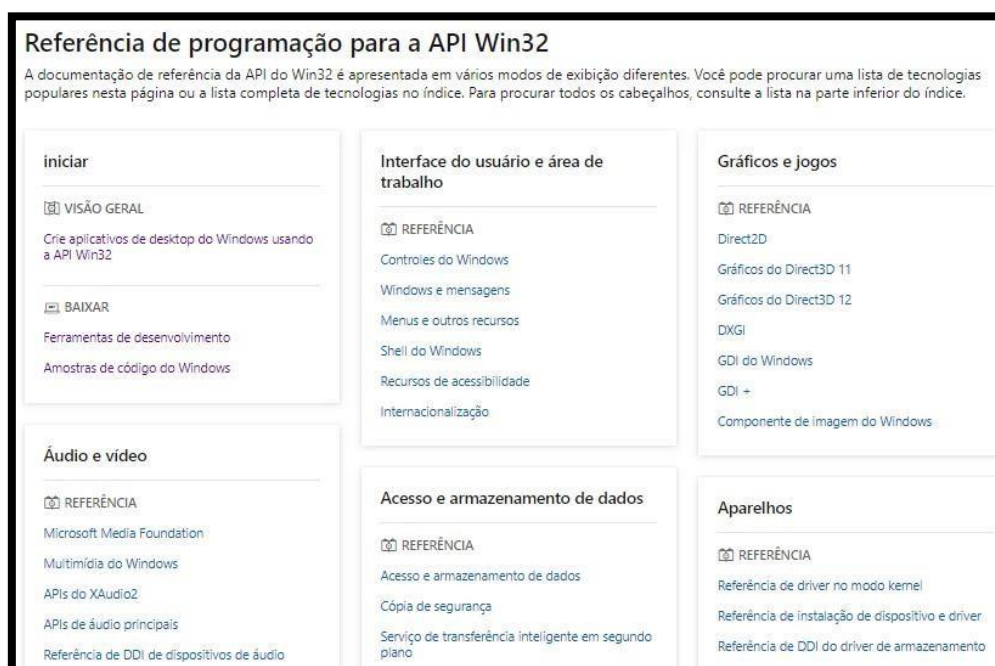 Referência de programação para a API Win32
A documentação de referência da API do Win32 é apresentada em vários modos de exibição diferentes. Você pode procurar uma lista de tecnologias
populares nesta página ou a lista completa de tecnologias no índice. Para procurar todos os cabeçalhos, consulte a lista na parte inferior do índice.
iniciar
VISÃO GERAL
Crie aplicativos de desktop do Windows usando
a API Win32
BAIXAR
Ferramentas de desenvolvimento
Amostras de código do Windows
Interface do usuário e área de
trabalho
REFERÊNCIA
Controles do Windows
Windows e mensagens
Menus e outros recursos
Shell do Windows
Recursos de acessibilidade
Internacionalização
Gráficos e jogos
REFERÊNCIA
Direct2D
Gráficos do Direct3D 11
Gráficos do Direct3D 12
DXGI
GDI do Windows
GDI +
Componente de imagem do Windows
Áudio e vídeo
REFERÊNCIA
Microsoft Media Foundation
Multimídia do Windows
APIs do XAudio2
APIs de áudio principais
Referência de DDI de dispositivos de áudio
Acesso e armazenamento de dados
REFERÊNCIA
Acesso e armazenamento de dados
Cópia de segurança
Serviço de transferência inteligente em segundo
plano
Aparelhos
REFERÊNCIA
Referência de driver no modo kernel
Referência de instalação de dispositivo e driver
Referência de DDI do driver de armazenamento